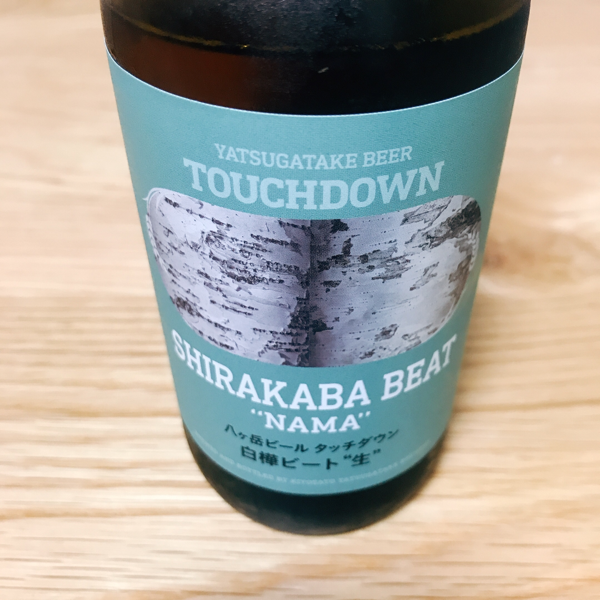 YATSUGATAKE BEER
TOUCHDOWN
SHIRAKABA BEAT
"NAMA"
八ヶ岳ビール タッチダウン
白樺ビート"生"